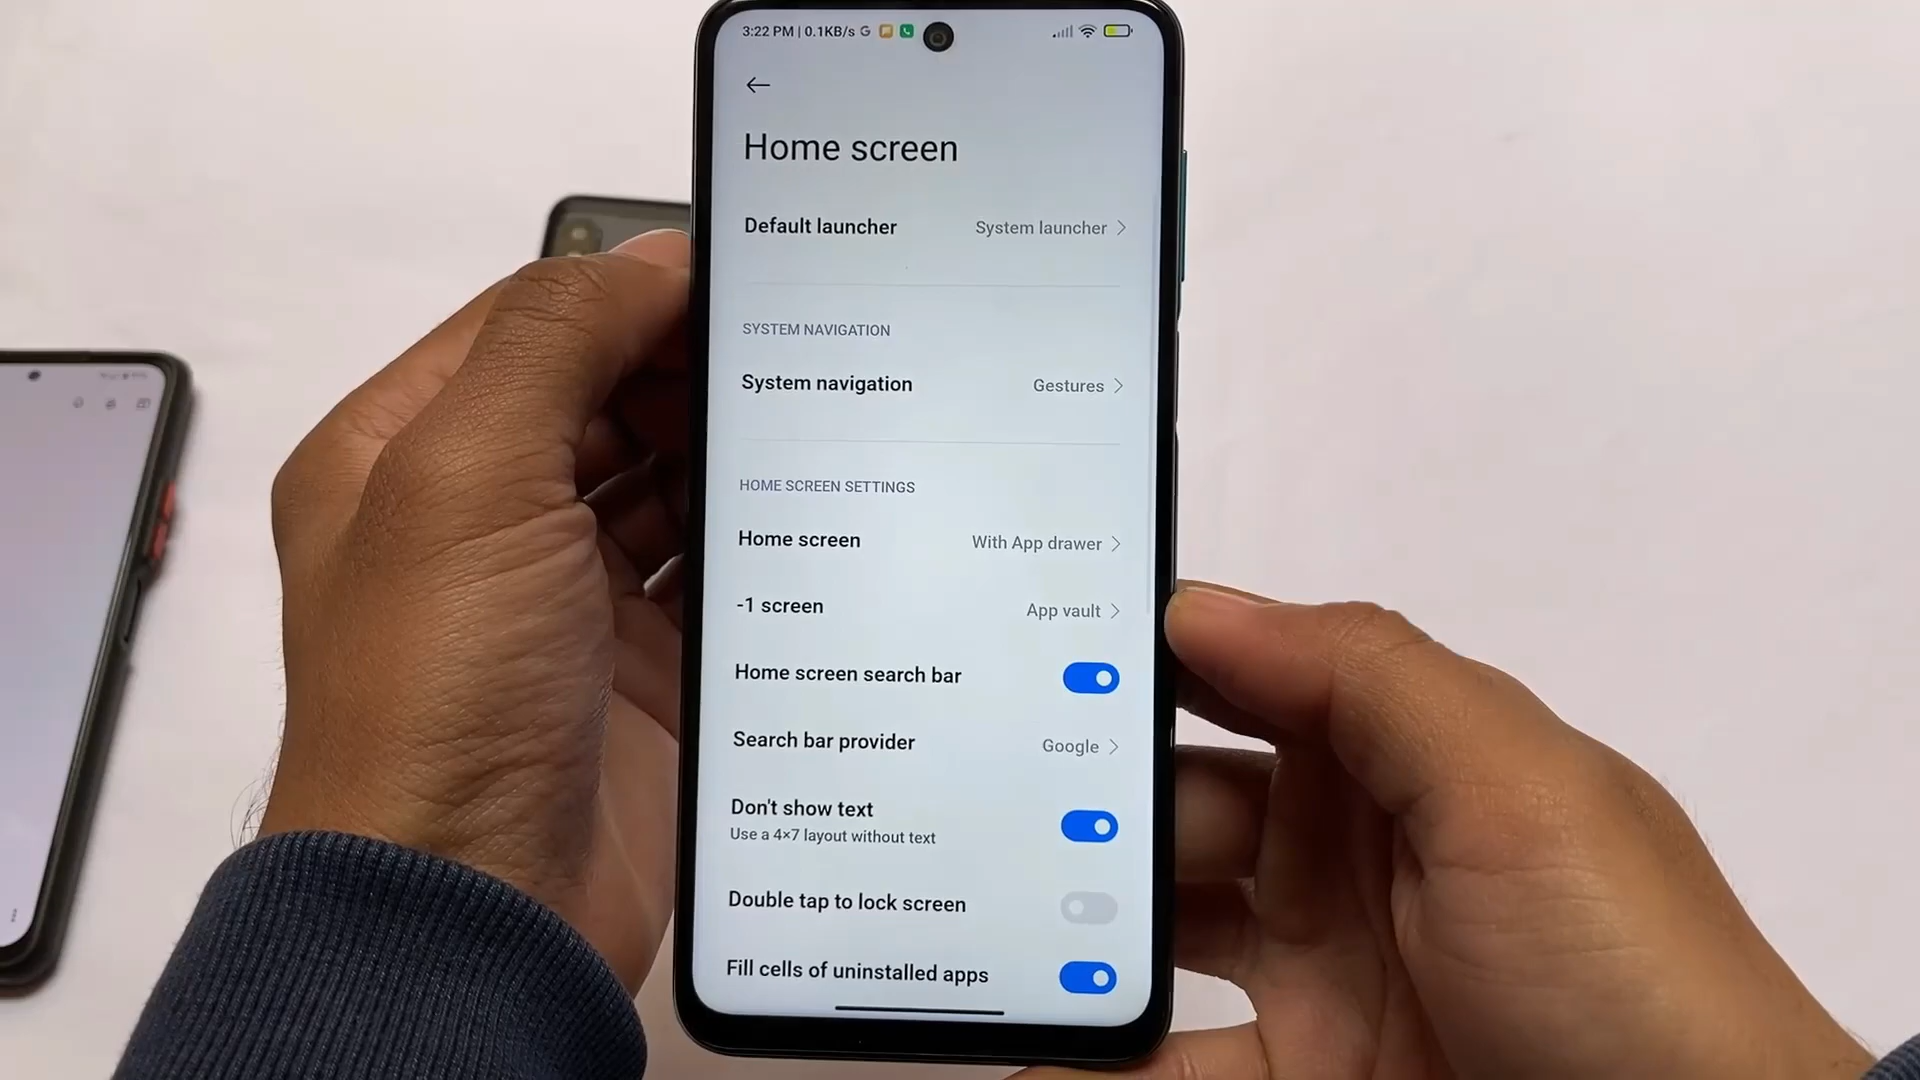 3:22 PM | 0.1KB/s G
Home screen
Default launcher System launcher
SYSTEM NAVIGATION
System navigation Gestures
HOME SCREEN SETTINGS
Home screen With App drawer
-1 screen App vault
Home screen search bar
Search bar provider Google
Don't show text
Use a 4×7 layout without text
Double tap to lock screen
Fill cells of uninstalled apps